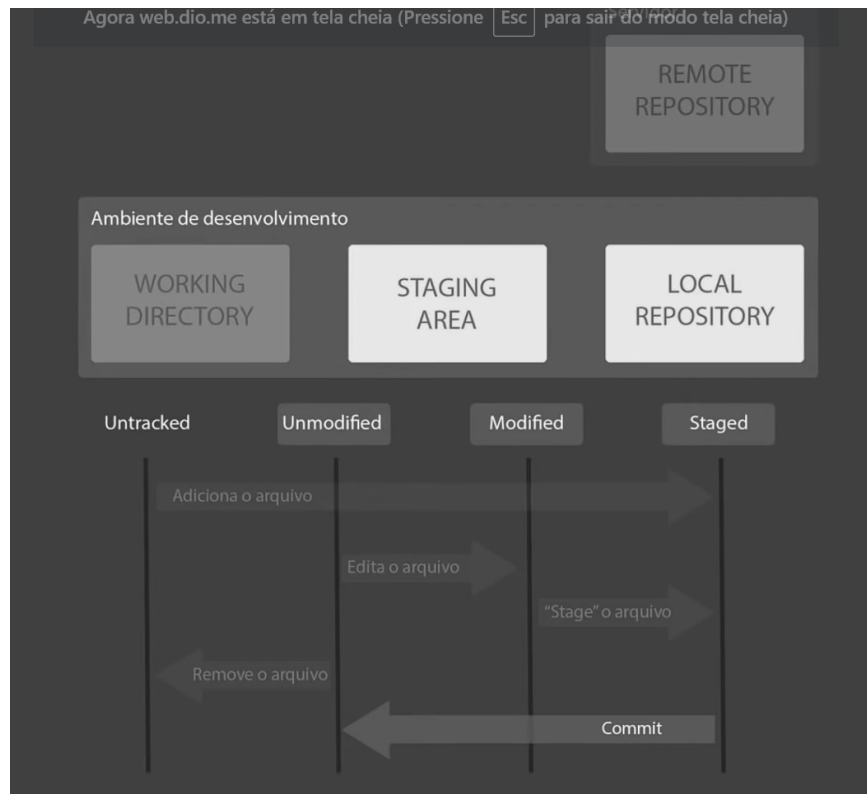 Agora web.dio.me está em tela cheia (Pressione Esc para sair do modo tela cheia)
Servidor
REMOTE
REPOSITORY
Ambiente de desenvolvimento
WORKING
DIRECTORY
STAGING
AREA
LOCAL
REPOSITORY
Untracked
Unmodified
Modified
Staged
Adiciona o arquivo
Edita o arquivo
“Stage” o arquivo
Remove o arquivo
Commit